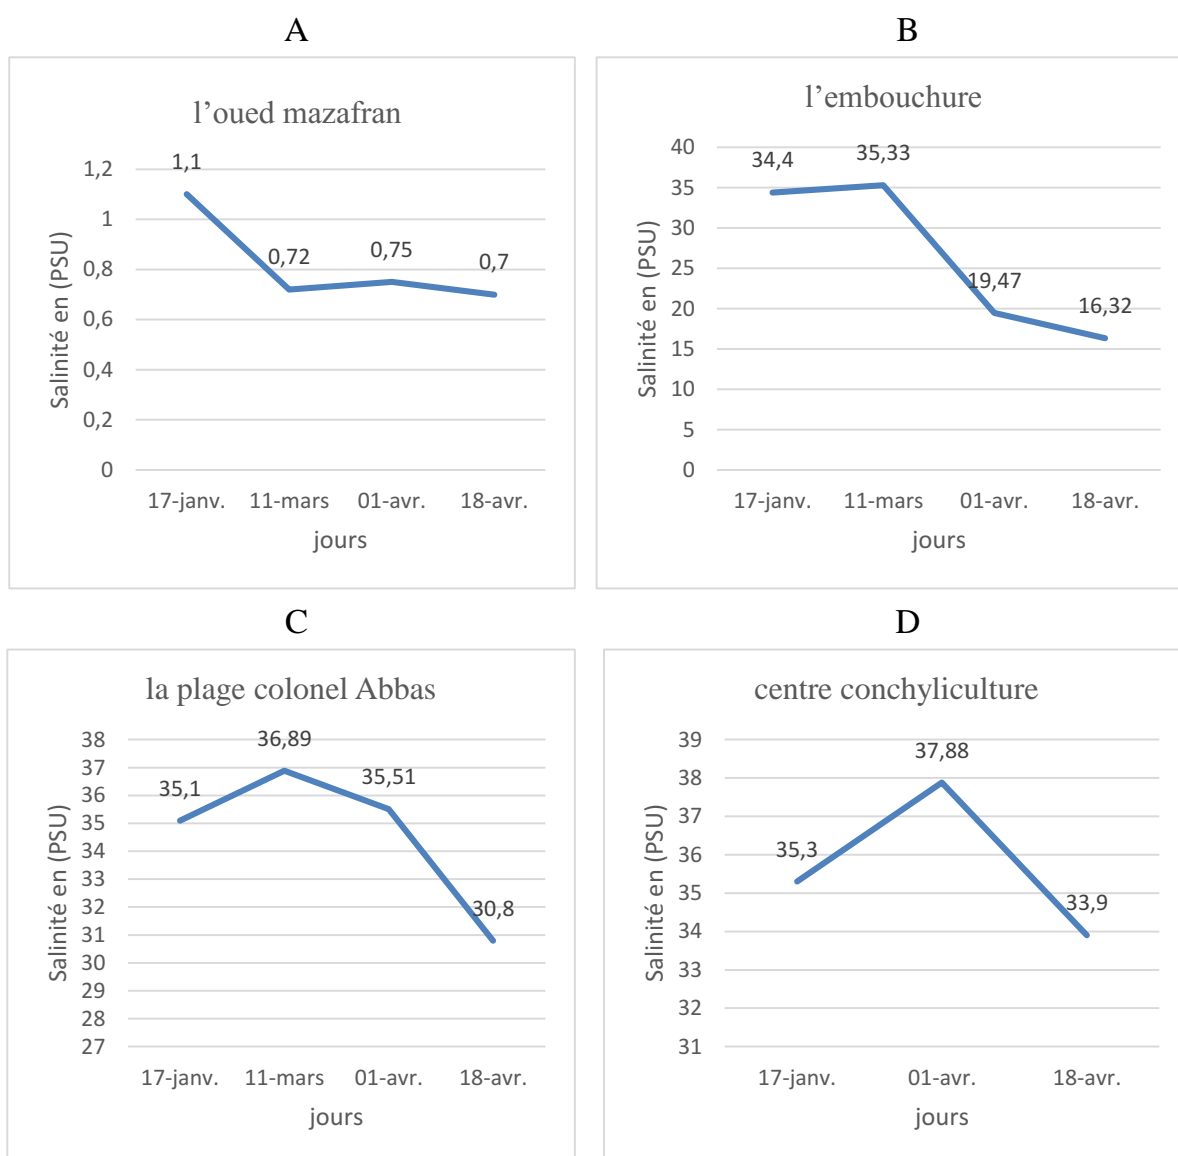 A
l’oued mazafran
1,2
1
0,8
0,6
0,4
0,2
0
Salinité en (PSU)
1,1
0,72
0,75
0,7
17-janv. 11-mars 01-avr. 18-avr.
jours
B
l’embouchure
40
35
30
25
20
15
10
5
0
Salinité en (PSU)
34,4
35,33
19,47
16,32
17-janv. 11-mars 01-avr. 18-avr.
jours
C
la plage colonel Abbas
38
37
36
35
34
33
32
31
30
29
28
27
Salinité en (PSU)
35,1
36,89
35,51
30,8
17-janv. 11-mars 01-avr. 18-avr.
jours
D
centre conchyliculture
39
38
37
36
35
34
33
32
31
Salinité en (PSU)
35,3
37,88
33,9
17-janv. 01-avr. 18-avr.
jours